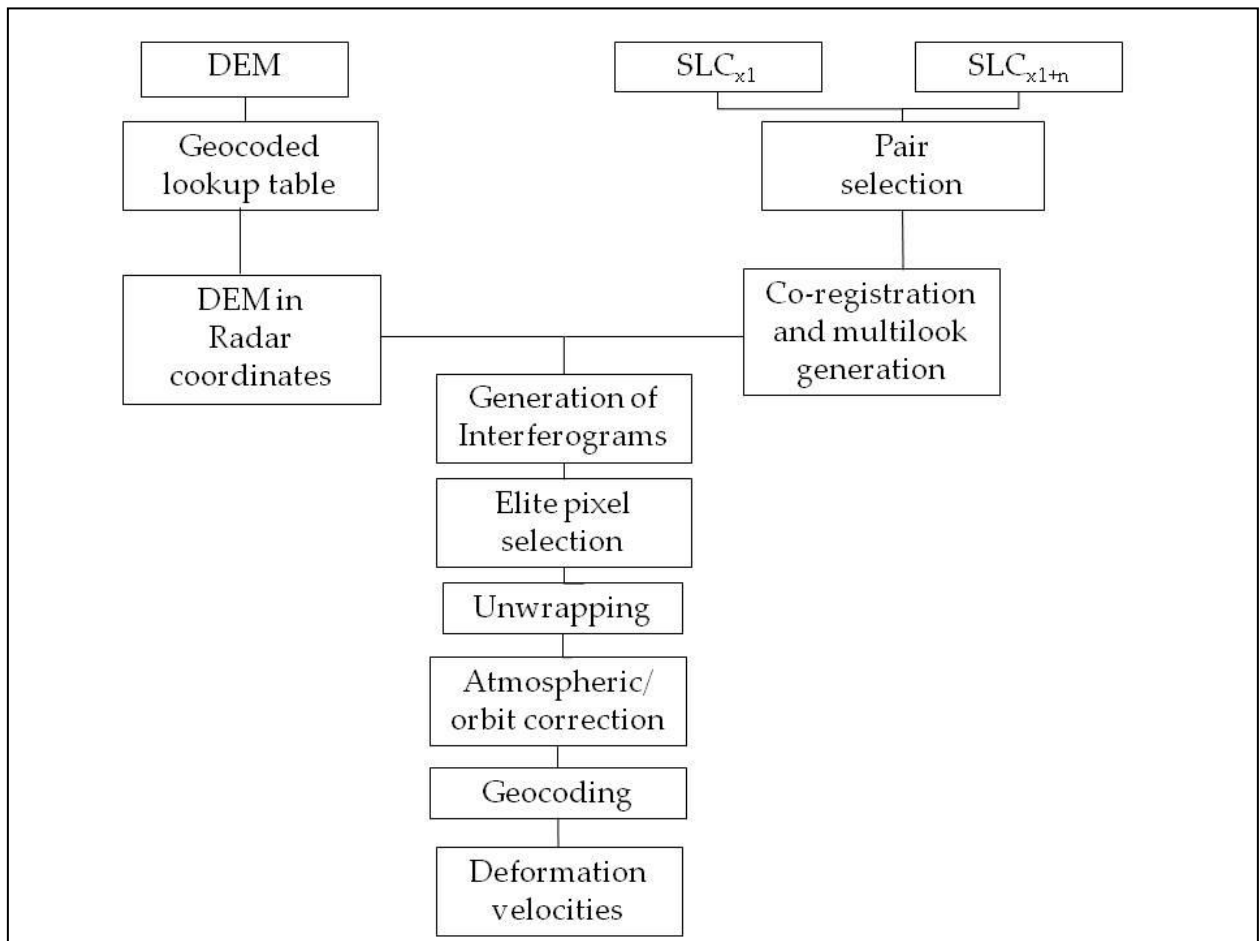 DEM
SLCx1
SLCx1+n
Geocoded
lookup table
Pair
selection
DEM in
Radar
coordinates
Co-registration
and multilook
generation
Generation of
Interferograms
Elite pixel
selection
Unwrapping
Atmospheric/
orbit correction
Geocoding
Deformation
velocities